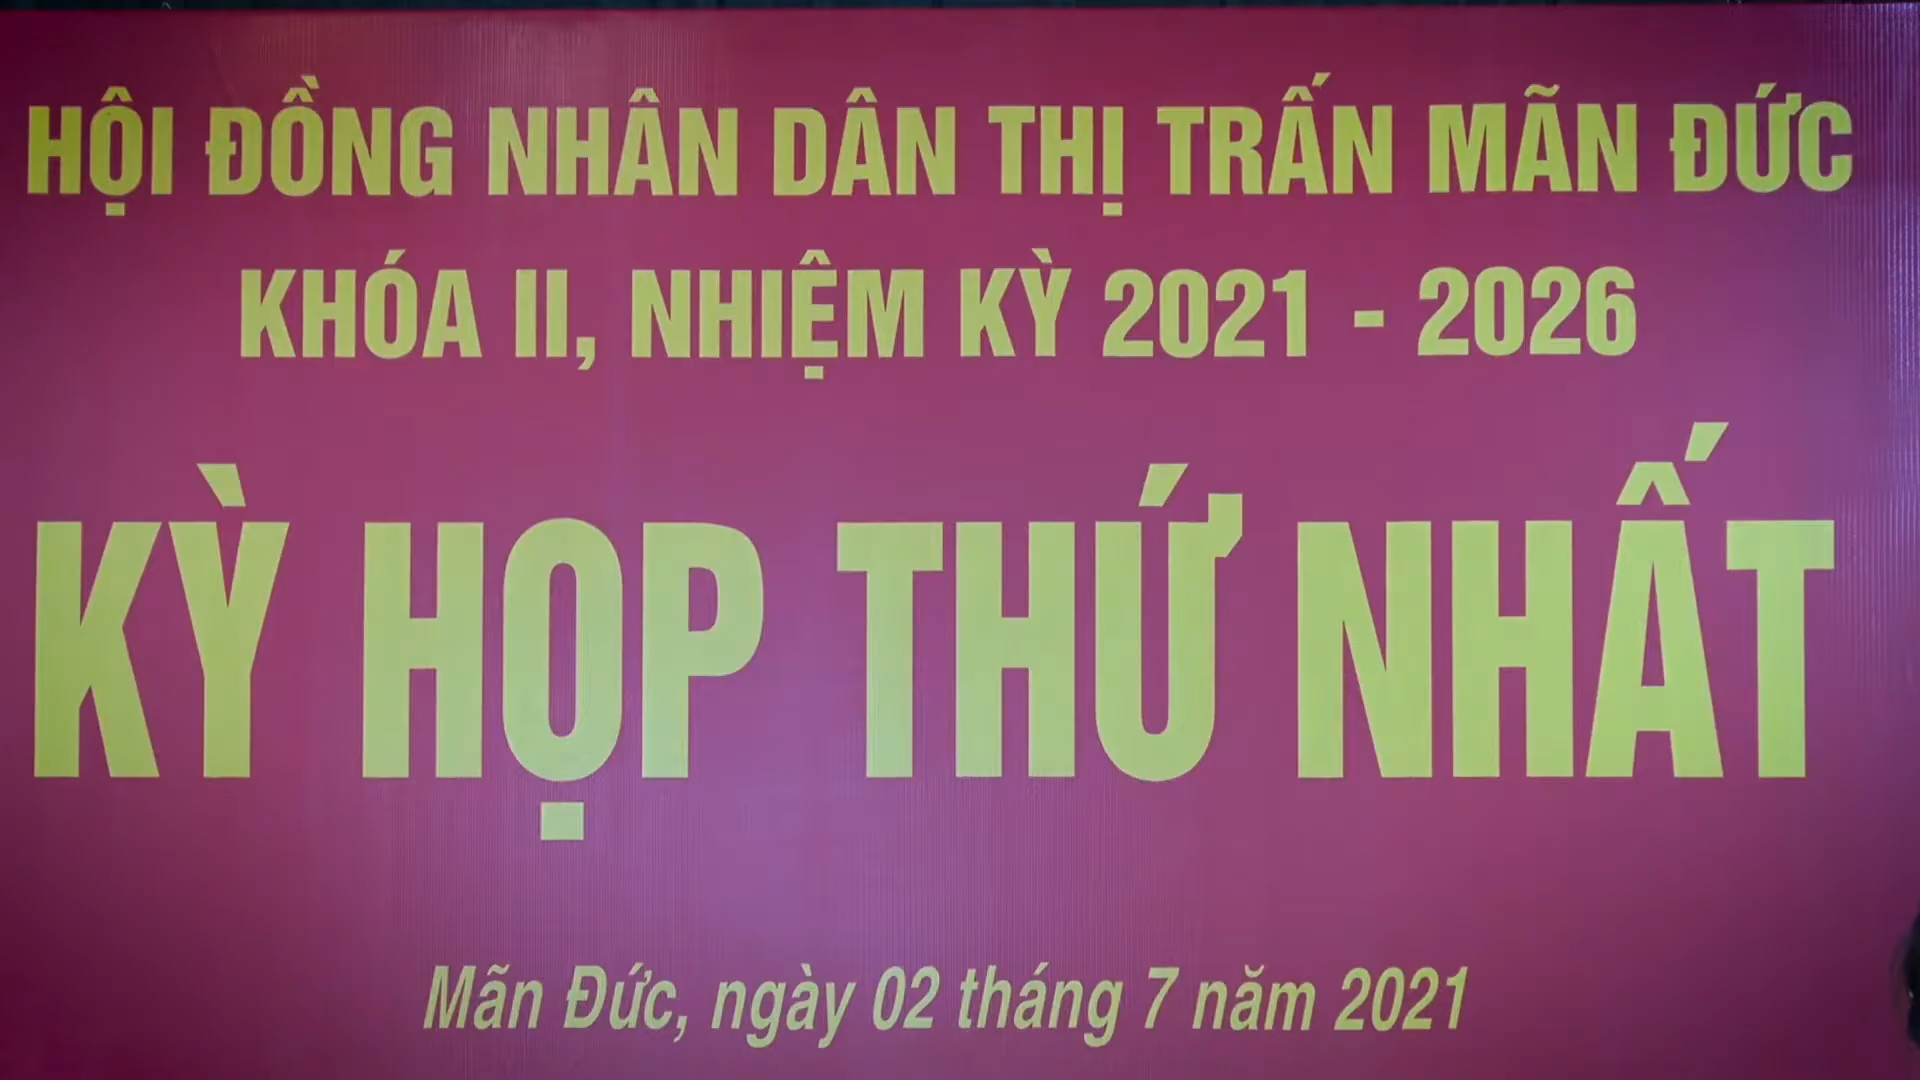 HỘI ĐỒNG NHÂN DÂN THỊ TRẤN MÃN ĐỨC
KHÓA II, NHIỆM KỲ 2021 - 2026
KỲ HỌP THỨ NHẤT
Mãn Đức, ngày 02 tháng 7 năm 2021